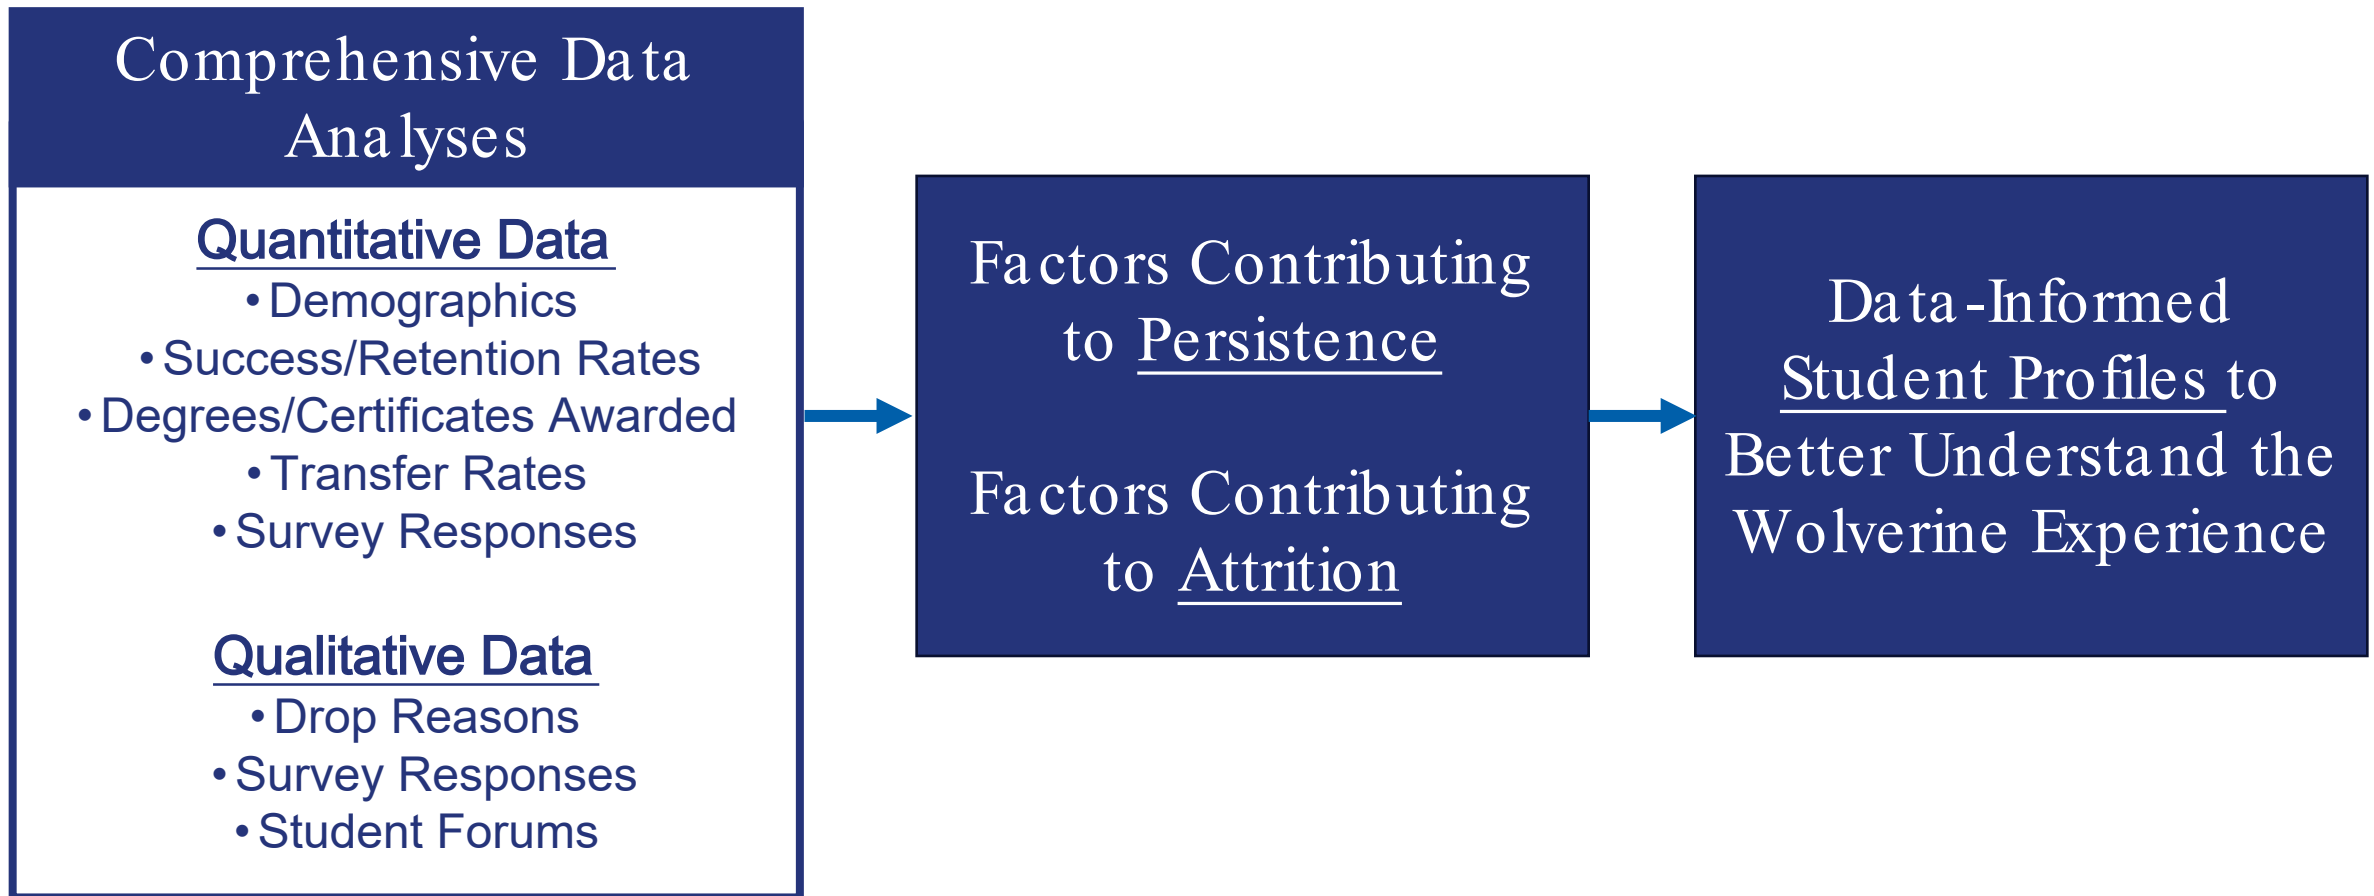 Comprehensive Data
Analyses
Quantitative Data
• Demographics
• Success/Retention Rates
• Degrees/Certificates Awarded
• Transfer Rates
• Survey Responses
Qualitative Data
• Drop Reasons
• Survey Responses
• Student Forums
Factors Contributing
to Persistence
Factors Contributing
to Attrition
Data-Informed
Student Profiles to
Better Understand the
Wolverine Experience